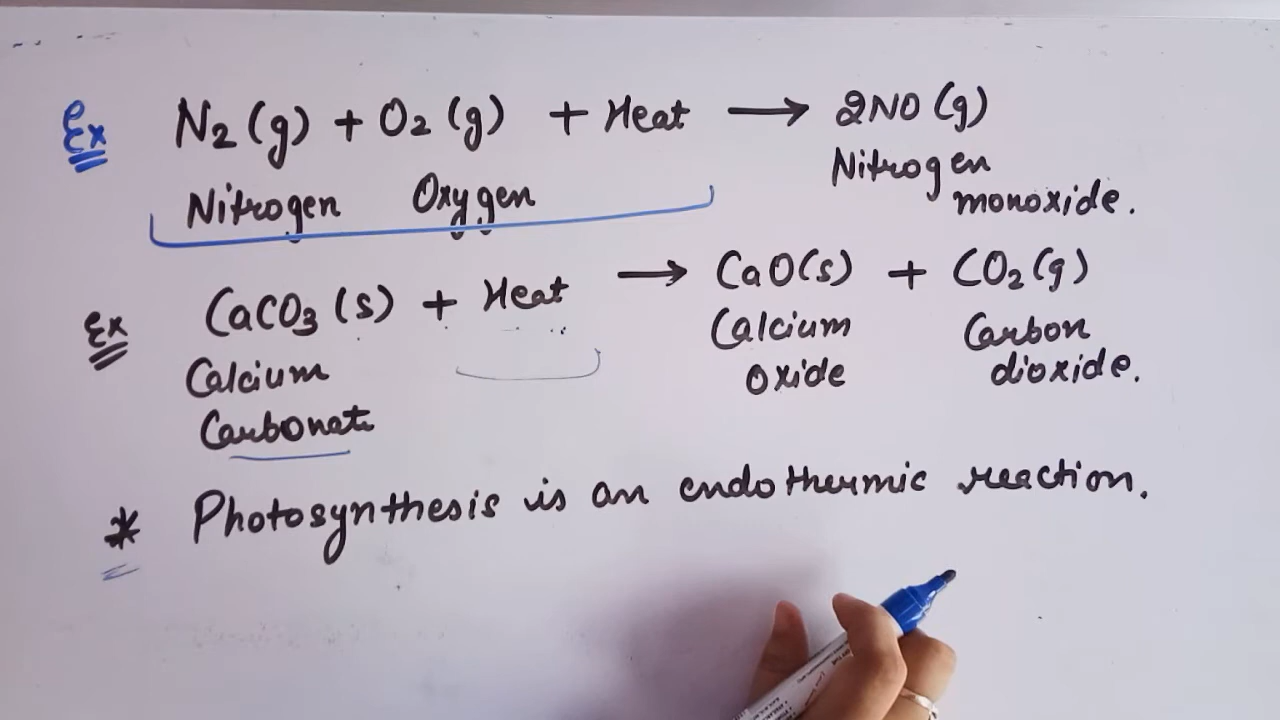 Ex N2(g) + O2(g) + Heat → 2NO(g)
Nitrogen Oxygen Nitrogen
monoxide.
Ex CaCO3(s) + Heat → CaO(s) + CO2(g)
Calcium Calcium Carbon
Carbonate oxide dioxide.
* Photosynthesis is an endothermic reaction.